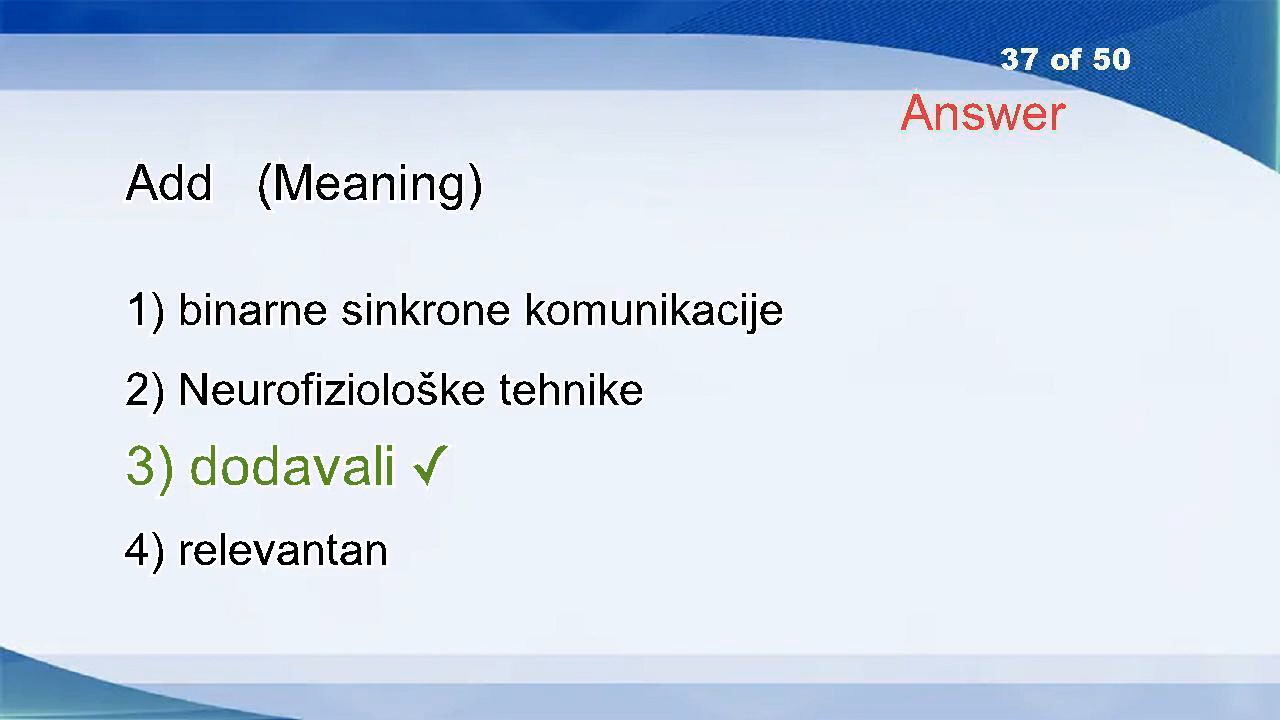 37 of 50
Answer
Add (Meaning)
1) binarne sinkrone komunikacije
2) Neurofiziološke tehnike
3) dodavali ✓
4) relevantan